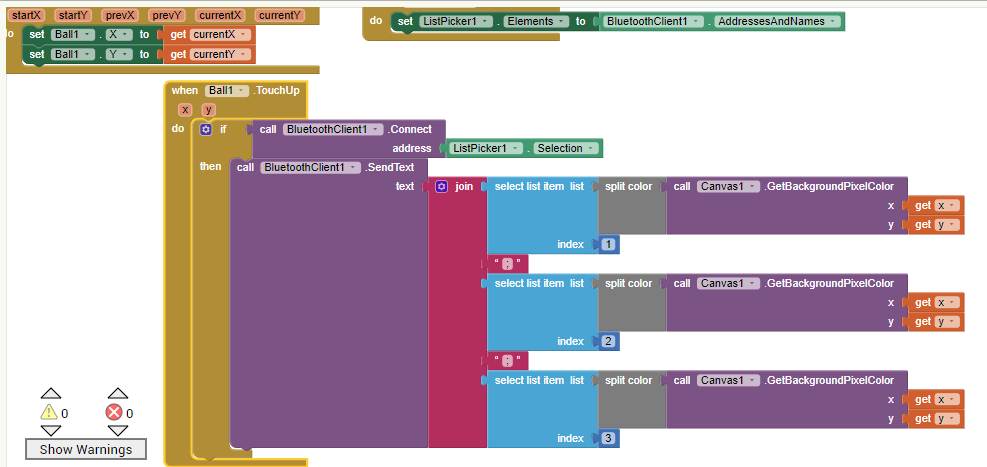 startX prevX prevY currentX currentY
set Ball1 . X to get currentX
set Ball1 . Y to get currentY
do set ListPicker1 . Elements to BluetoothClient1 . AddressesAndNames
when Ball1 .TouchUp
x y
do if call BluetoothClient1 .Connect
address ListPicker1 . Selection
then call BluetoothClient1 .SendText
text join select list item list split color call Canvas1 .GetBackgroundPixelColor
x get x
y get y
index 1
" ; "
select list item list split color call Canvas1 .GetBackgroundPixelColor
x get x
y get y
index 2
" ; "
select list item list split color call Canvas1 .GetBackgroundPixelColor
x get x
y get y
index 3
0 0
Show Warnings